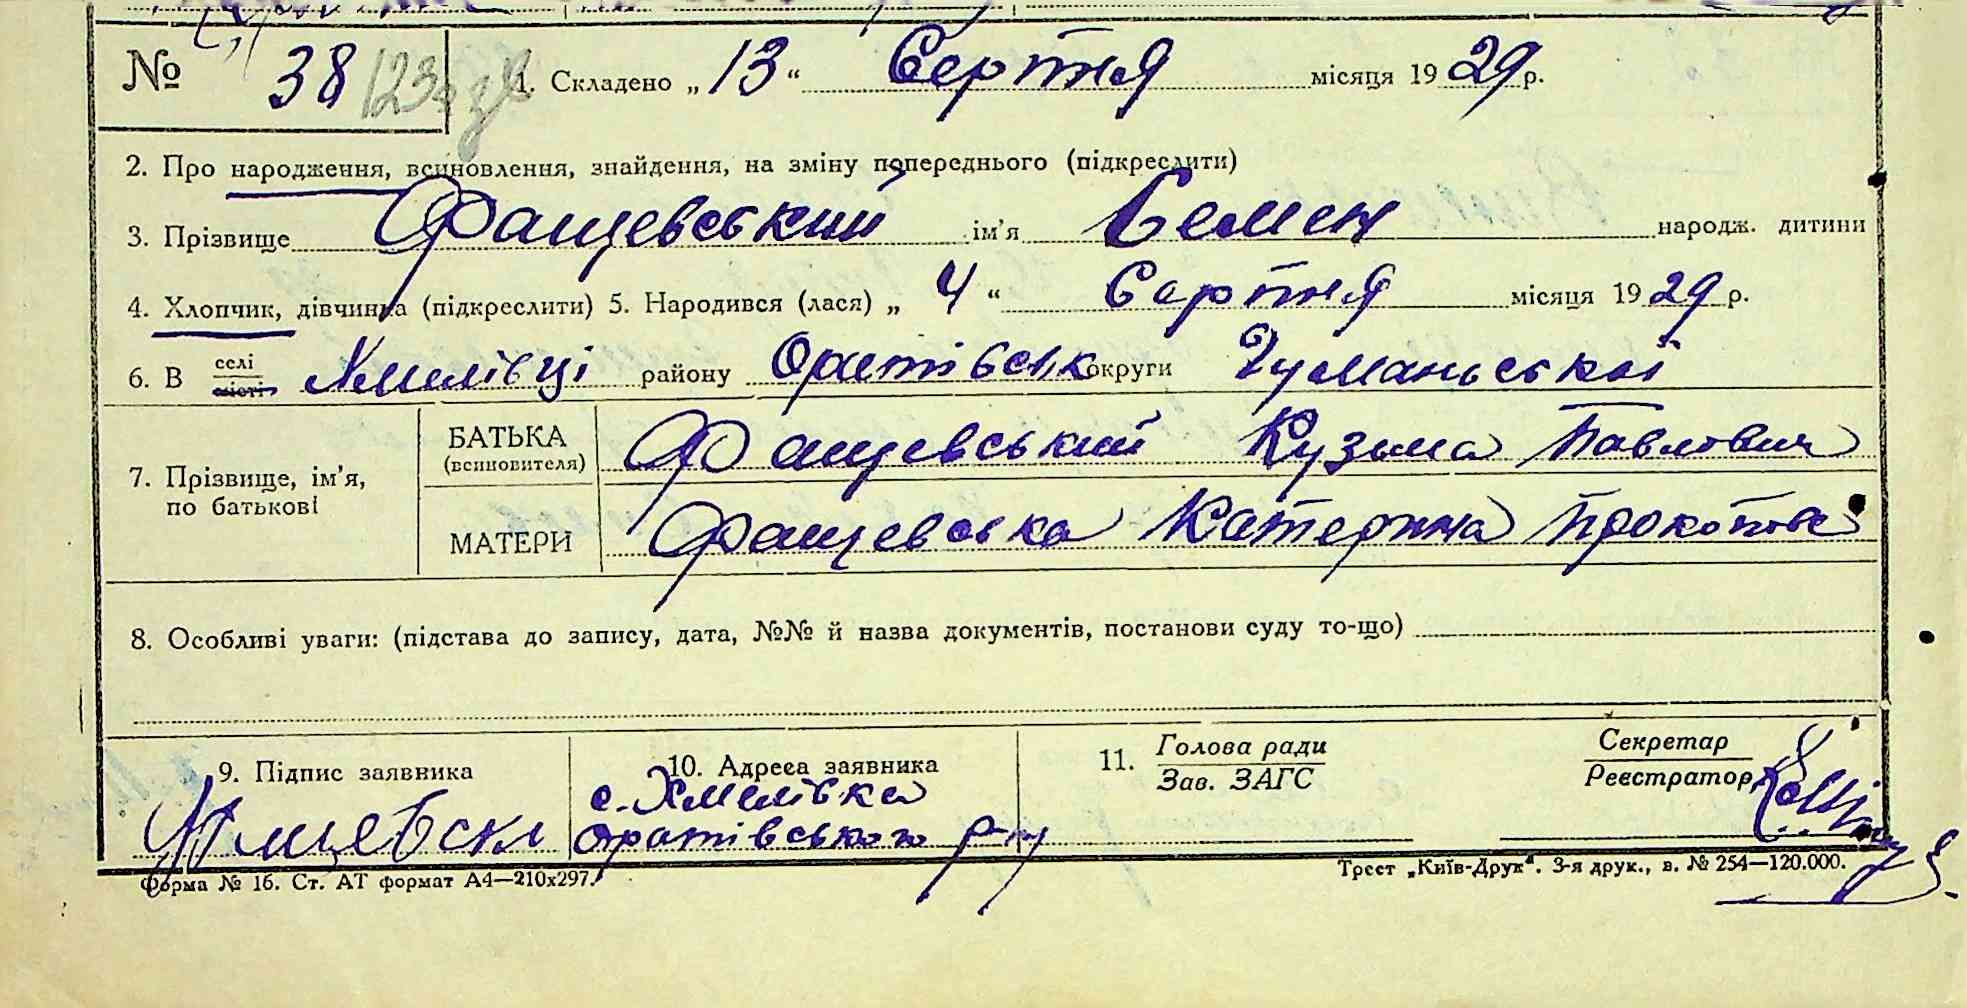 № 38 /123
1. Складено „13“ Серпня місяця 1929 р.
2. Про народження, всиновлення, знайдення, на зміну попереднього (підкреслити)
3. Прізвище Фащевський ім’я Семен народж. дитини
4. Хлопчик, дівчинка (підкреслити) 5. Народився (лася) „4“ Серпня місяця 1929 р.
6. В селі місті Хмилівці району Оратівськ округи Гуманьської
7. Прізвище, ім’я, по батькові
БАТЬКА (всиновителя) Фащевський Кузьма Павлович
МАТЕРИ Фащевська Катерина Прокопове
8. Особливі уваги: (підстава до запису, дата, №№ й назва документів, постанови суду то-що)
9. Підпис заявника
10. Адреса заявника
с. Хмелівка
Оратівського р-ну
11. Голова ради
Зав. ЗАГС
Секретар
Реєстратор
Форма № 16. Ст. АТ формат А4—210х297.
Трест „Київ-Друк“. 3-я друк., в. № 254—120.000.